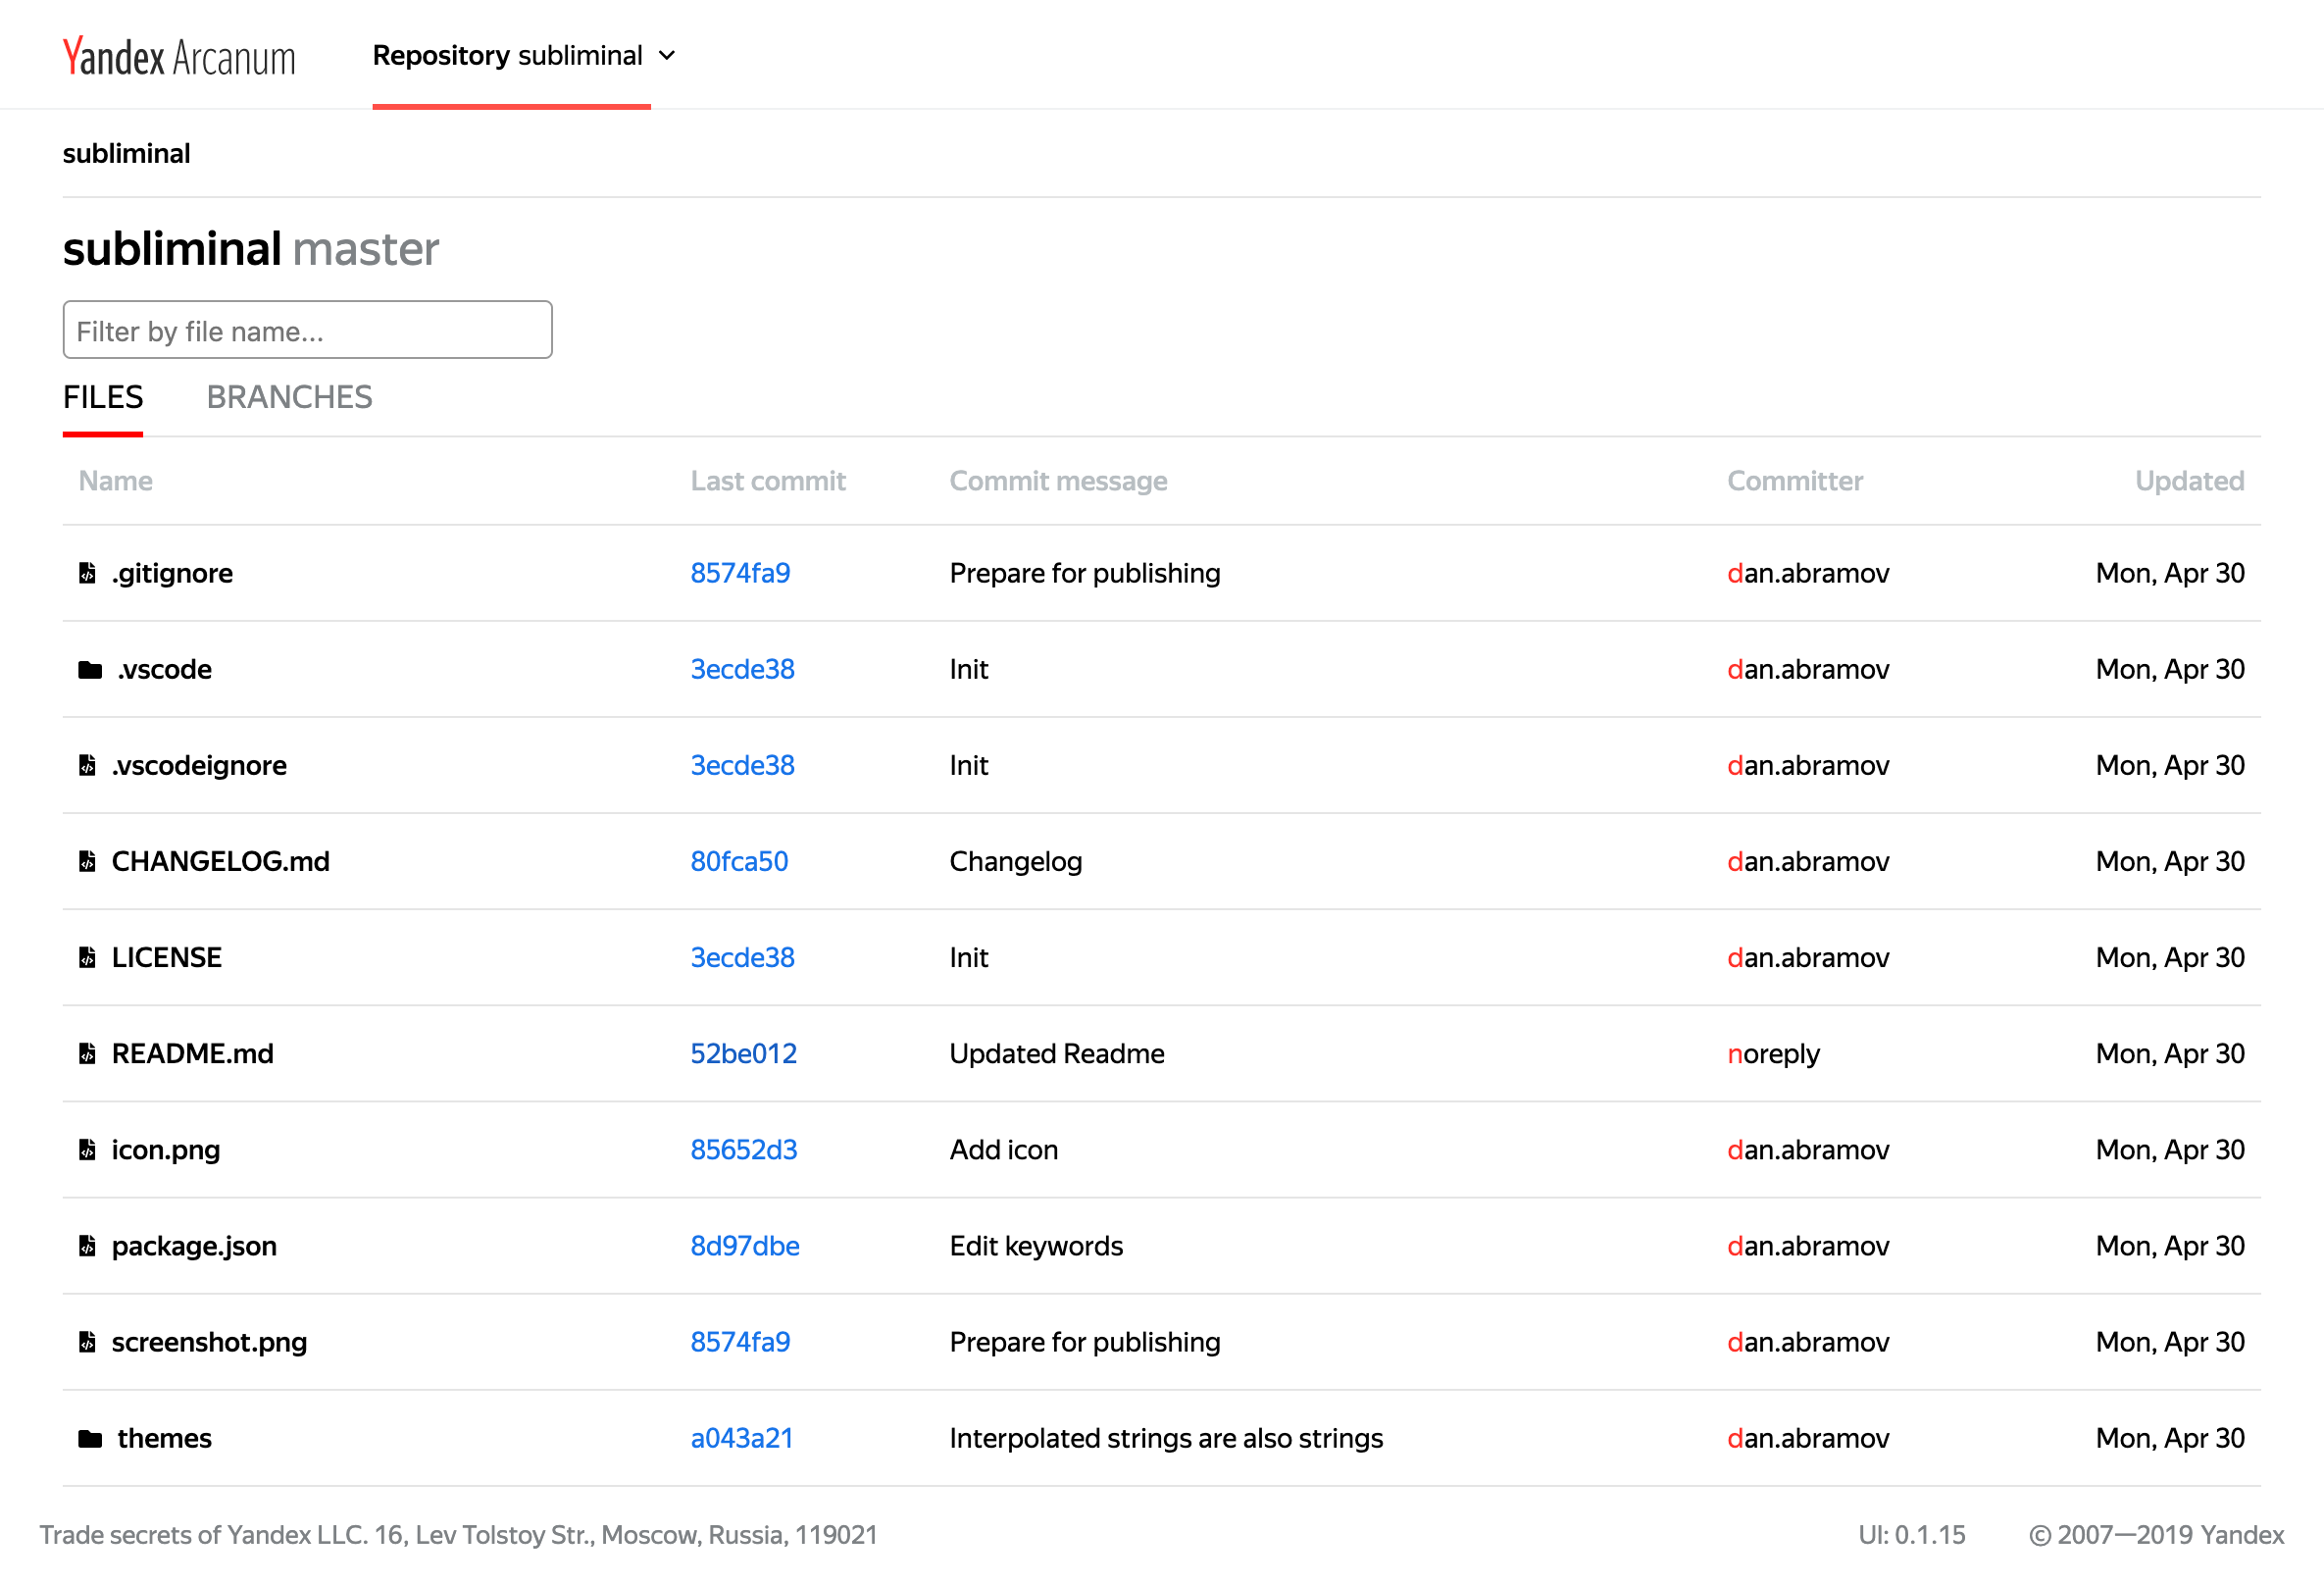 Yandex Arcanum Repository subliminal
subliminal
subliminal master
Filter by file name...
FILES BRANCHES
Name Last commit Commit message Committer Updated
.gitignore 8574fa9 Prepare for publishing dan.abramov Mon, Apr 30
.vscode 3ecde38 Init dan.abramov Mon, Apr 30
.vscodeignore 3ecde38 Init dan.abramov Mon, Apr 30
CHANGELOG.md 80fca50 Changelog dan.abramov Mon, Apr 30
LICENSE 3ecde38 Init dan.abramov Mon, Apr 30
README.md 52be012 Updated Readme noreply Mon, Apr 30
icon.png 85652d3 Add icon dan.abramov Mon, Apr 30
package.json 8d97dbe Edit keywords dan.abramov Mon, Apr 30
screenshot.png 8574fa9 Prepare for publishing dan.abramov Mon, Apr 30
themes a043a21 Interpolated strings are also strings dan.abramov Mon, Apr 30
Trade secrets of Yandex LLC. 16, Lev Tolstoy Str., Moscow, Russia, 119021 UI: 0.1.15 © 2007—2019 Yandex